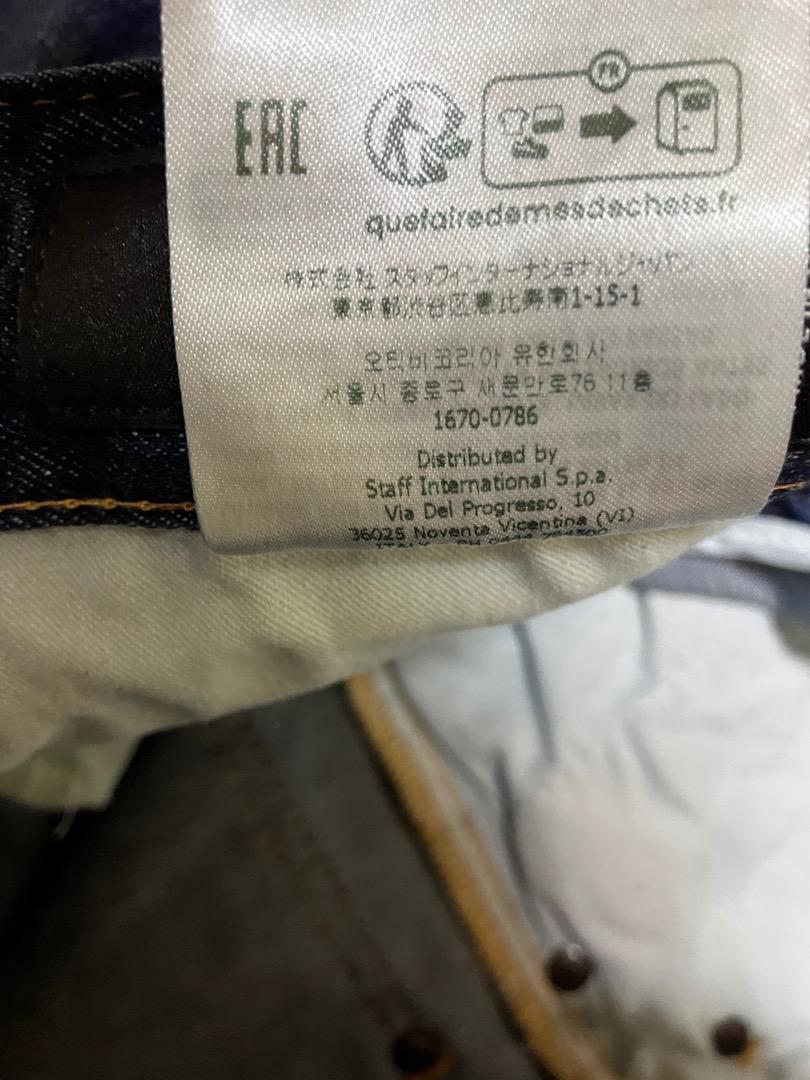 EAC
FR
quefairedemesdechets.fr
株式会社 スタッフインターナショナルジャパン
東京都渋谷区恵比寿南1-15-1
오티비코리아 유한회사
서울시 종로구 새문안로76 11층
1670-0786
Distributed by
Staff International S.p.a.
Via Del Progresso, 10
36025 Noventa Vicentina (VI)
ITALY - PH